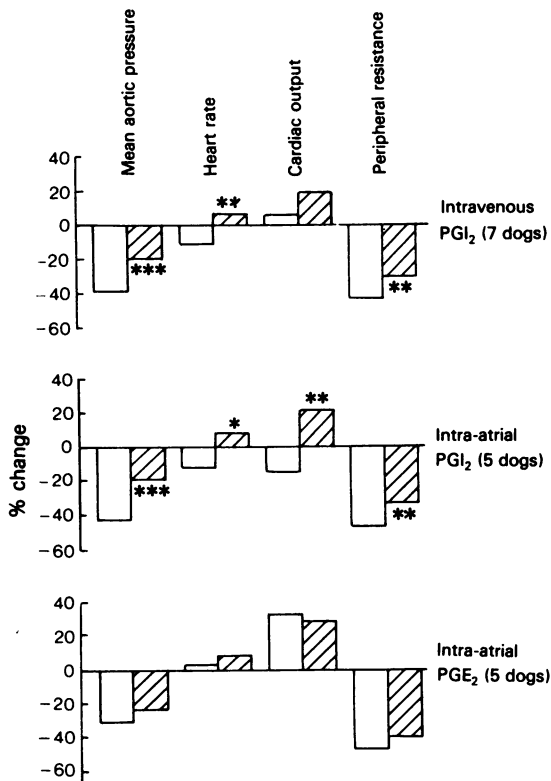 Mean aortic pressure
Heart rate
Cardiac output
Peripheral resistance
40
20
0
-20
-40
-60
**
***
**
Intravenous
PGI₂ (7 dogs)
% change
40
20
0
-20
-40
-60
***
*
**
**
Intra-atrial
PGI₂ (5 dogs)
40
20
0
-20
-40
-60
Intra-atrial
PGE₂ (5 dogs)